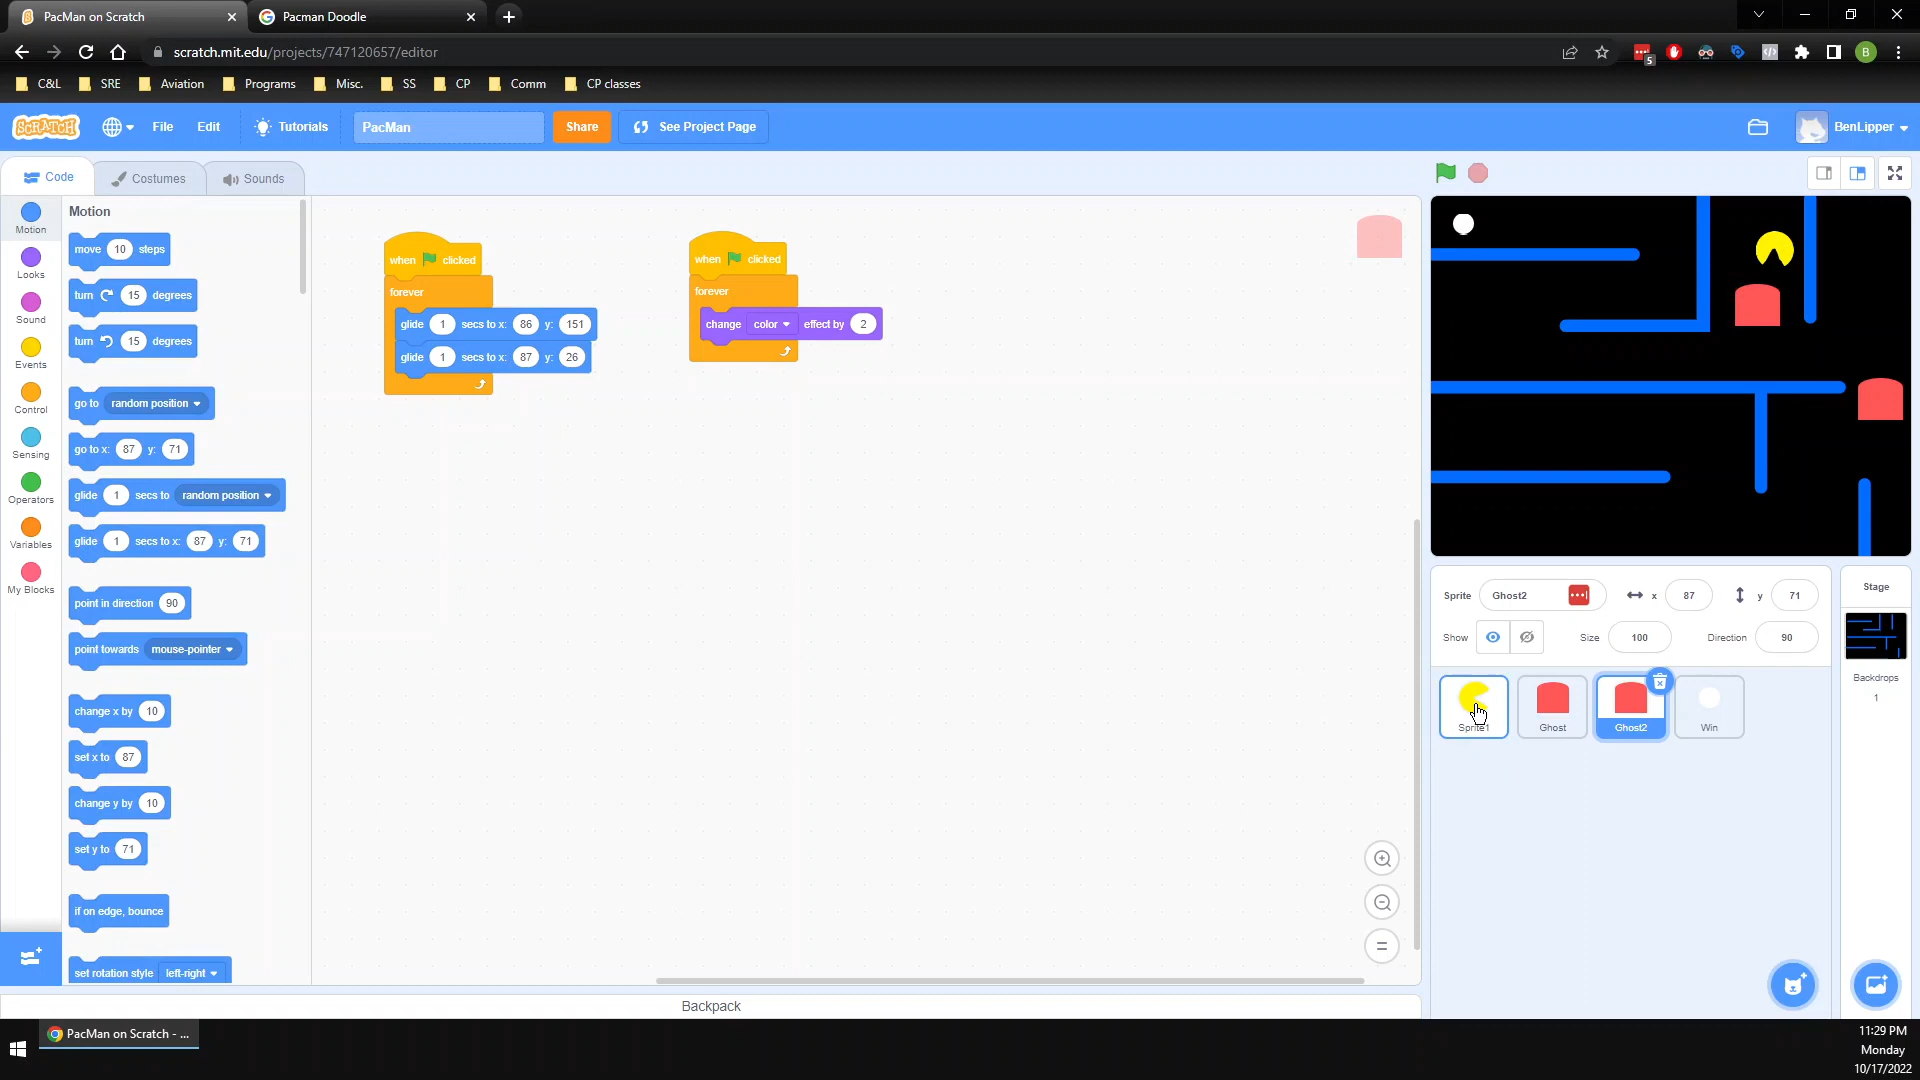 PacMan on Scratch
Pacman Doodle
scratch.mit.edu/projects/747120657/editor
5
B
C&L
SRE
Aviation
Programs
Misc.
SS
CP
Comm
CP classes
SCRATCH
File
Edit
Tutorials
PacMan
Share
See Project Page
BenLipper
Code
Costumes
Sounds
Motion
Looks
Sound
Events
Control
Sensing
Operators
Variables
My Blocks
Motion
move 10 steps
turn 15 degrees
turn 15 degrees
go to random position
go to x: 87 y: 71
glide 1 secs to random position
glide 1 secs to x: 87 y: 71
point in direction 90
point towards mouse-pointer
change x by 10
set x to 87
change y by 10
set y to 71
if on edge, bounce
set rotation style left-right
when clicked
forever
glide 1 secs to x: 86 y: 151
glide 1 secs to x: 87 y: 26
when clicked
forever
change color effect by 2
Sprite Ghost2 x 87 y 71
Show Size 100 Direction 90
Sprite1
Ghost
Ghost2
Win
Stage
Backdrops
1
Backpack
PacMan on Scratch - ...
11:29 PM
Monday
10/17/2022